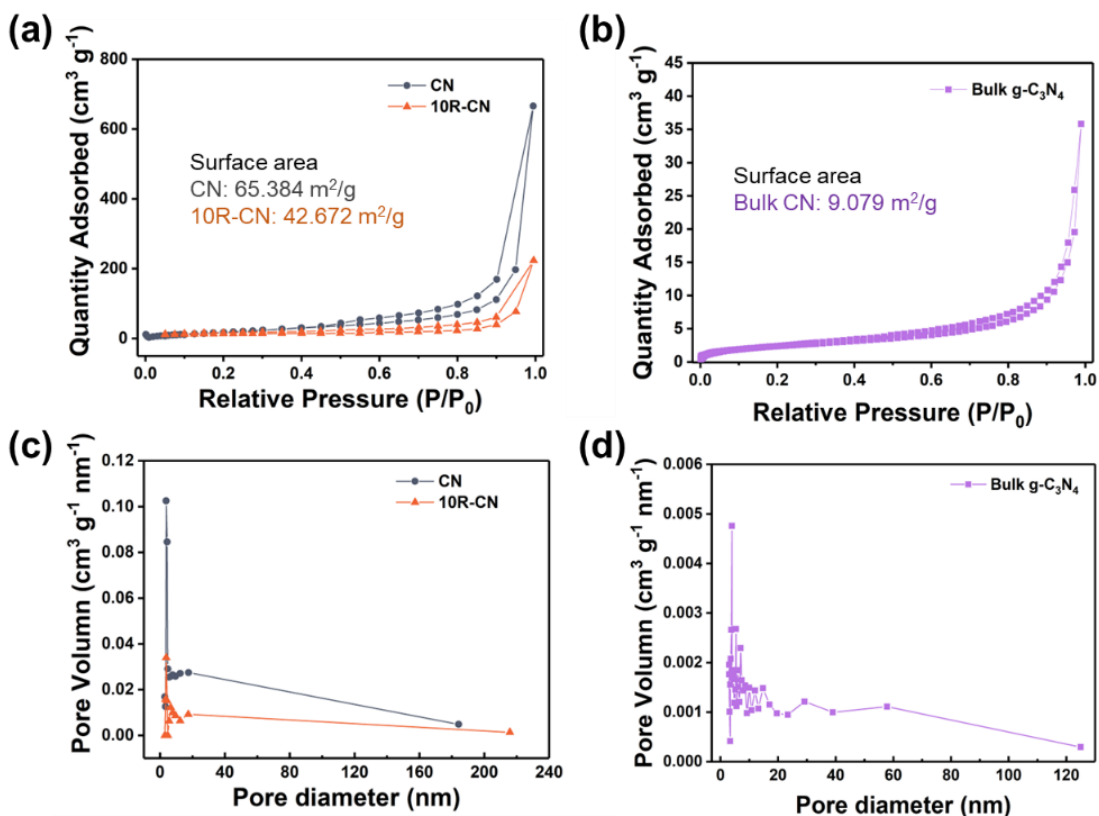 (a)
800
600
400
200
0
Quantity Adsorbed (cm³ g⁻¹)
CN
10R-CN
Surface area
CN: 65.384 m²/g
10R-CN: 42.672 m²/g
0.0 0.2 0.4 0.6 0.8 1.0
Relative Pressure (P/P₀)
(b)
45
40
35
30
25
20
15
10
5
0
Quantity Adsorbed (cm³ g⁻¹)
Bulk g-C₃N₄
Surface area
Bulk CN: 9.079 m²/g
0.0 0.2 0.4 0.6 0.8 1.0
Relative Pressure (P/P₀)
(c)
0.12
0.10
0.08
0.06
0.04
0.02
0.00
Pore Volumn (cm³ g⁻¹ nm⁻¹)
CN
10R-CN
0 40 80 120 160 200 240
Pore diameter (nm)
(d)
0.006
0.005
0.004
0.003
0.002
0.001
0.000
Pore Volumn (cm³ g⁻¹ nm⁻¹)
Bulk g-C₃N₄
0 20 40 60 80 100 120
Pore diameter (nm)